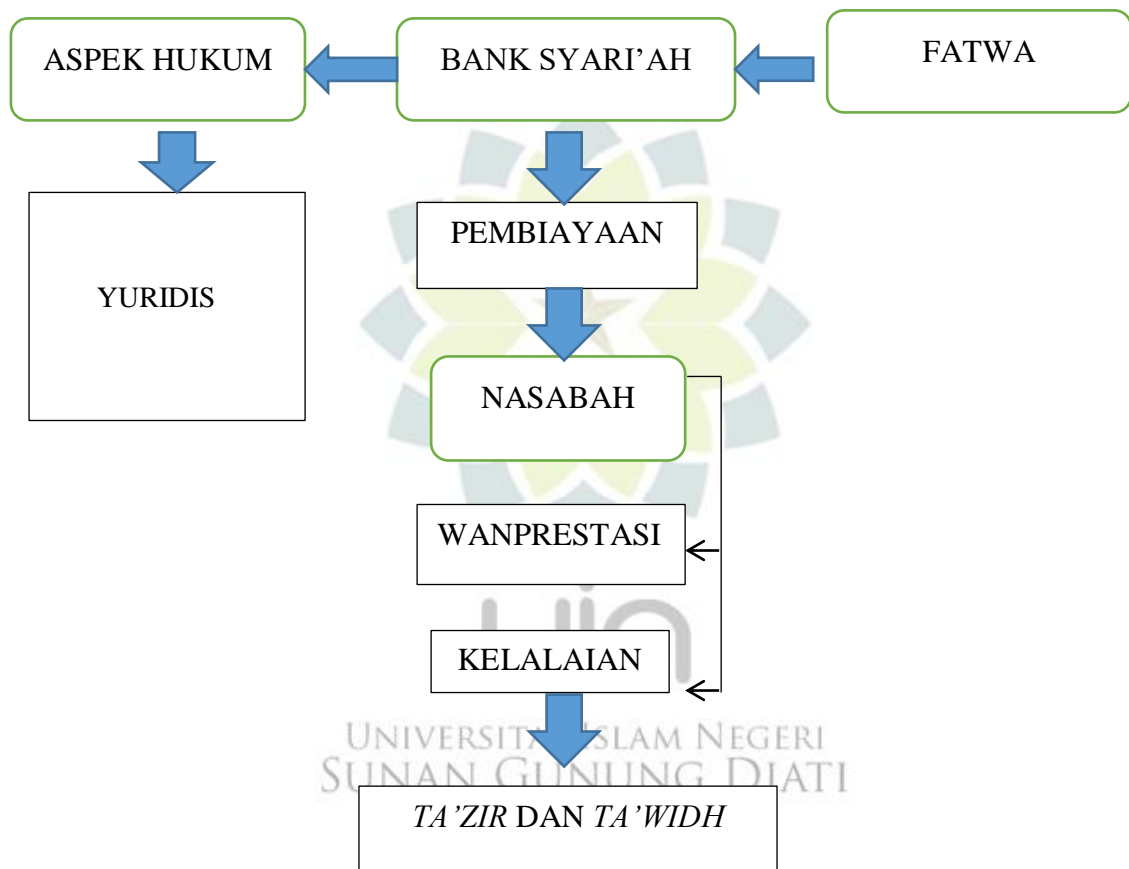 ASPEK HUKUM
BANK SYARI’AH
FATWA
YURIDIS
PEMBIAYAAN
NASABAH
WANPRESTASI
uin
KELALAIAN
UNIVERSITAS ISLAM NEGERI
SUNAN GUNUNG DJATI
TA’ZIR DAN TA’WIDH